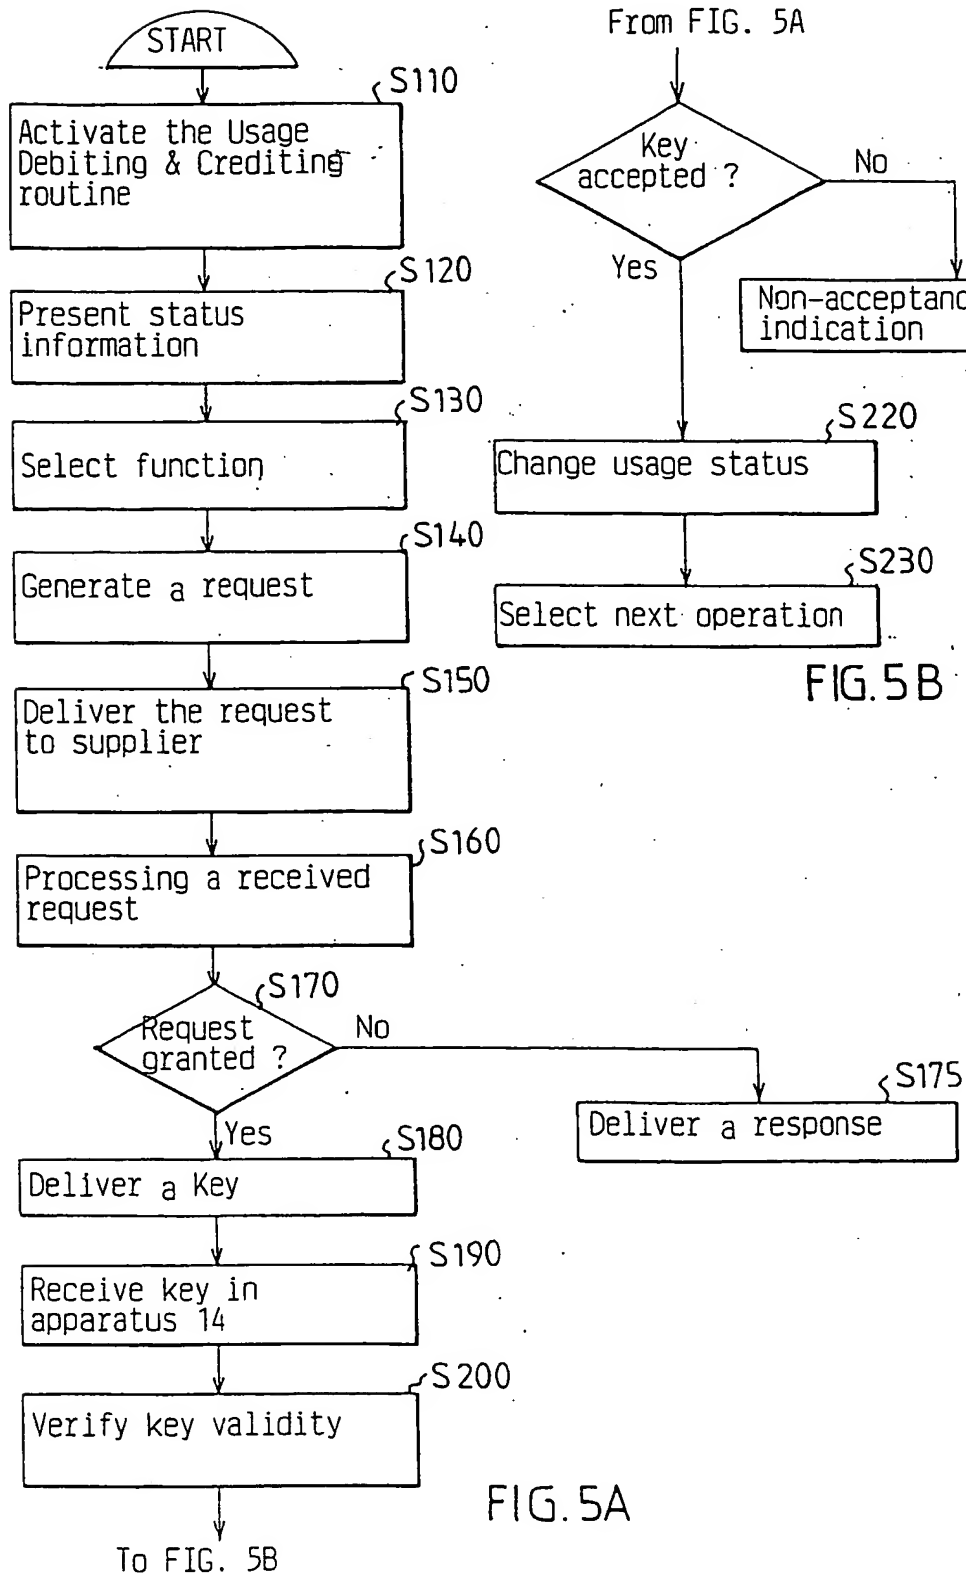 START
S110
Activate the Usage
Debiting & Crediting
routine
S120
Present status
information
S130
Select function
S140
Generate a request
S150
Deliver the request
to supplier
S160
Processing a received
request
S170
Request
granted ?
No
Yes
S175
Deliver a response
S180
Deliver a Key
S190
Receive key in
apparatus 14
S200
Verify key validity
To FIG. 5B
FIG. 5A
From FIG. 5A
Key
accepted ?
No
Yes
Non-acceptanc
indication
S220
Change usage status
S230
Select next operation
FIG. 5B